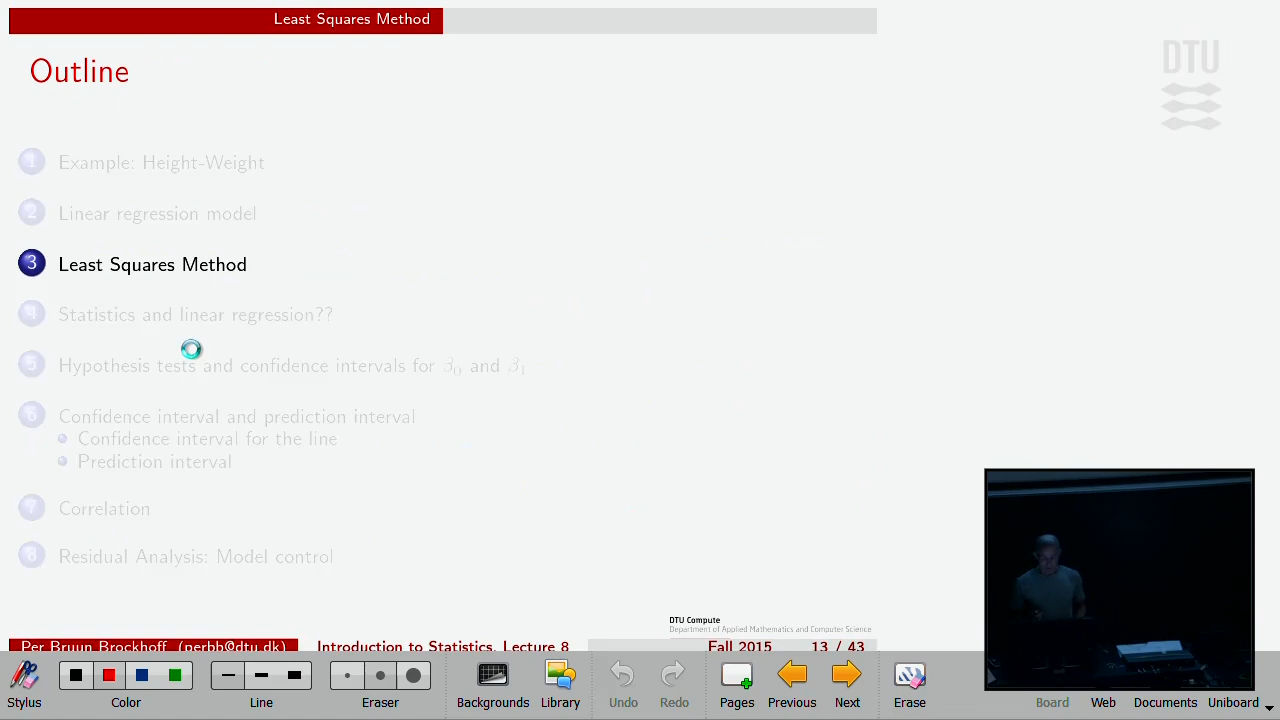 Least Squares Method
Outline
DTU
1 Example: Height-Weight
2 Linear regression model
3 Least Squares Method
4 Statistics and linear regression??
5 Hypothesis tests and confidence intervals for β₀ and β₁
6 Confidence interval and prediction interval
Confidence interval for the line
Prediction interval
7 Correlation
8 Residual Analysis: Model control
DTU Compute
Department of Applied Mathematics and Computer Science
Per Bruun Brockhoff (perbb@dtu.dk) Introduction to Statistics, Lecture 8 Fall 2015 13 / 43
Stylus Color Line Eraser Backgrounds Library Undo Redo Pages Previous Next Erase Board Web Documents Uniboard